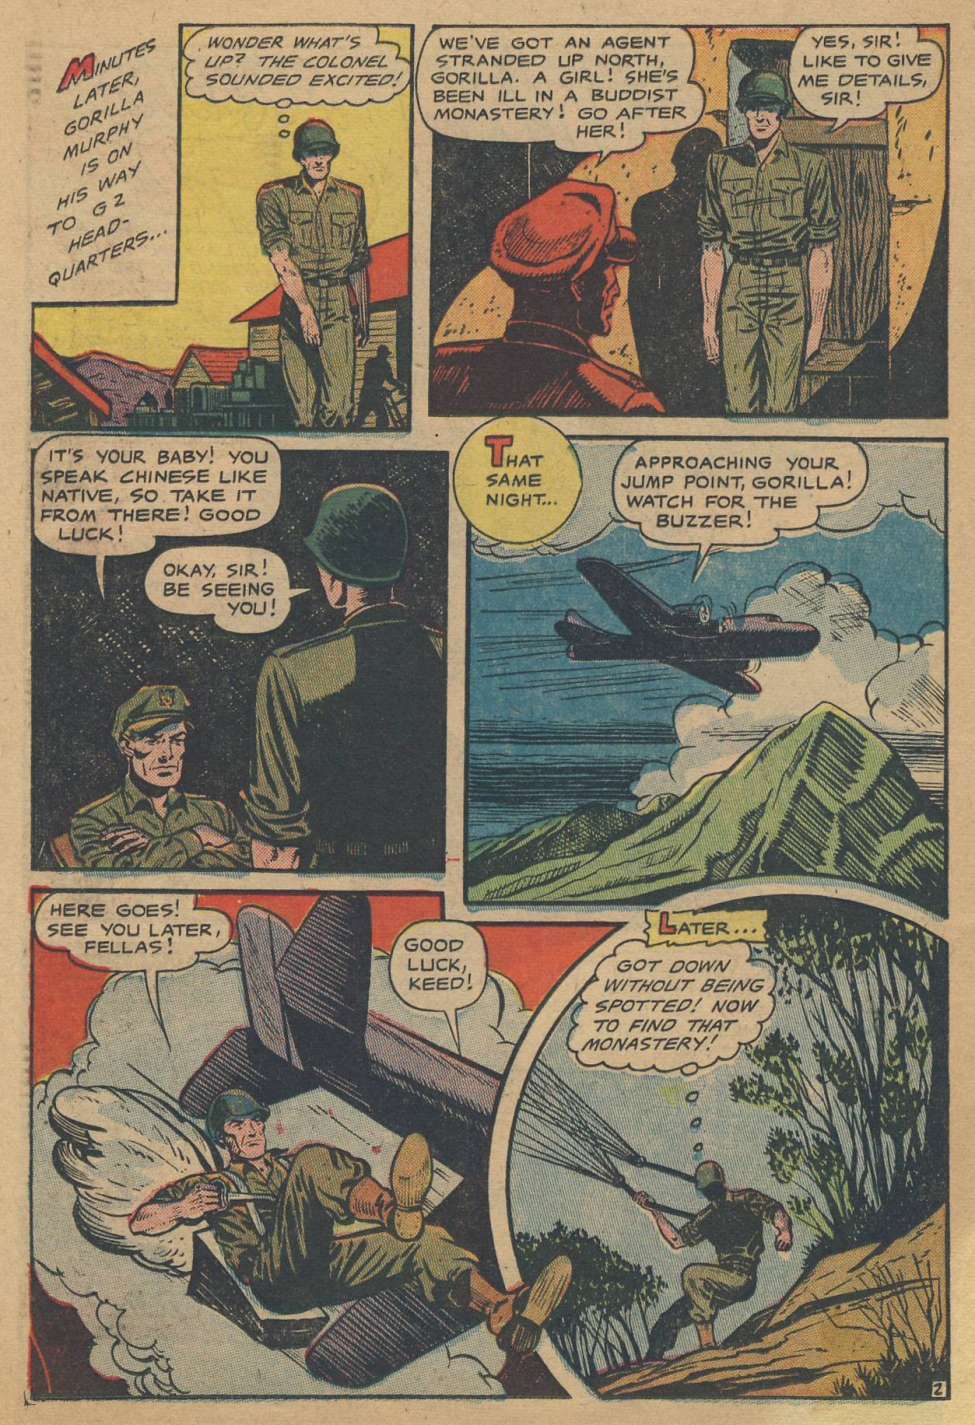 MINUTES
LATER,
GORILLA
MURPHY
IS ON
HIS WAY
TO G2
HEAD-
QUARTERS...
WONDER WHAT'S
UP? THE COLONEL
SOUNDED EXCITED!
WE'VE GOT AN AGENT
STRANDED UP NORTH,
GORILLA. A GIRL! SHE'S
BEEN ILL IN A BUDDIST
MONASTERY! GO AFTER
HER!
YES, SIR!
LIKE TO GIVE
ME DETAILS,
SIR!
IT'S YOUR BABY! YOU
SPEAK CHINESE LIKE
NATIVE, SO TAKE IT
FROM THERE! GOOD
LUCK!
OKAY, SIR!
BE SEEING
YOU!
THAT
SAME
NIGHT...
APPROACHING YOUR
JUMP POINT, GORILLA!
WATCH FOR THE
BUZZER!
HERE GOES!
SEE YOU LATER,
FELLAS!
GOOD
LUCK,
KEED!
LATER...
GOT DOWN
WITHOUT BEING
SPOTTED! NOW
TO FIND THAT
MONASTERY!
2